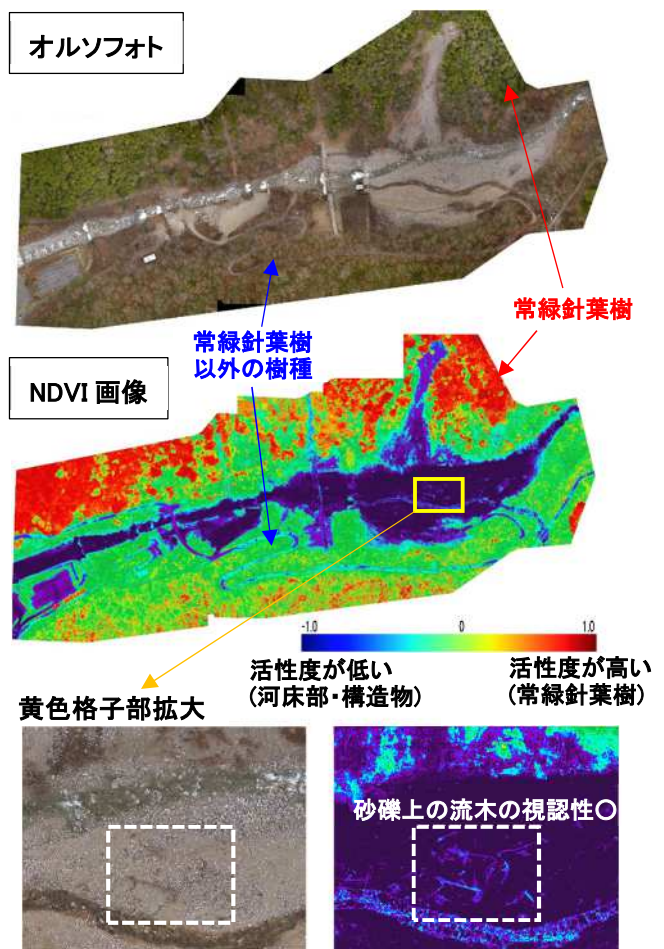 オルソフォト
常緑針葉樹
常緑針葉樹
以外の樹種
NDVI 画像
-1.0
0
1.0
活性度が低い
(河床部・構造物)
活性度が高い
(常緑針葉樹)
黄色格子部拡大
砂礫上の流木の視認性○